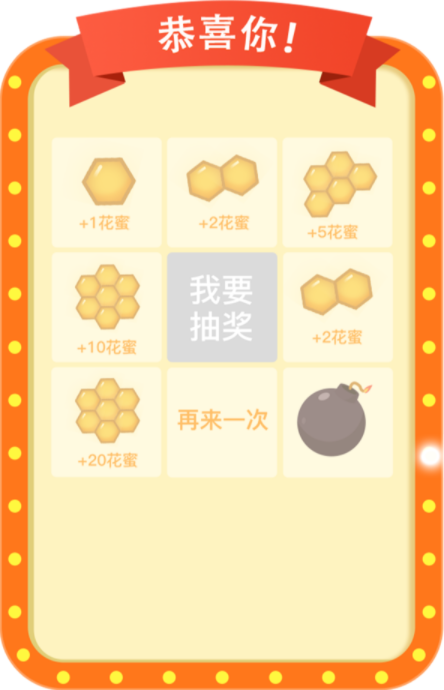 恭喜你!
+1花蜜
+2花蜜
+5花蜜
+10花蜜
我要
抽奖
+2花蜜
+20花蜜
再来一次